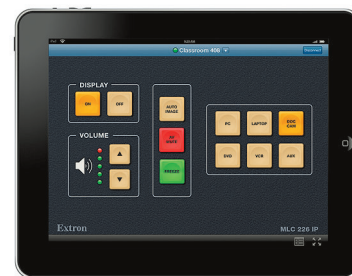 Classroom 408
Disconnect
DISPLAY
ON
OFF
VOLUME
AUTO
IMAGE
AV
MUTE
FREEZE
PC
LAPTOP
DOC
CAM
DVD
VCR
AUX
Extron
MLC 226 IP